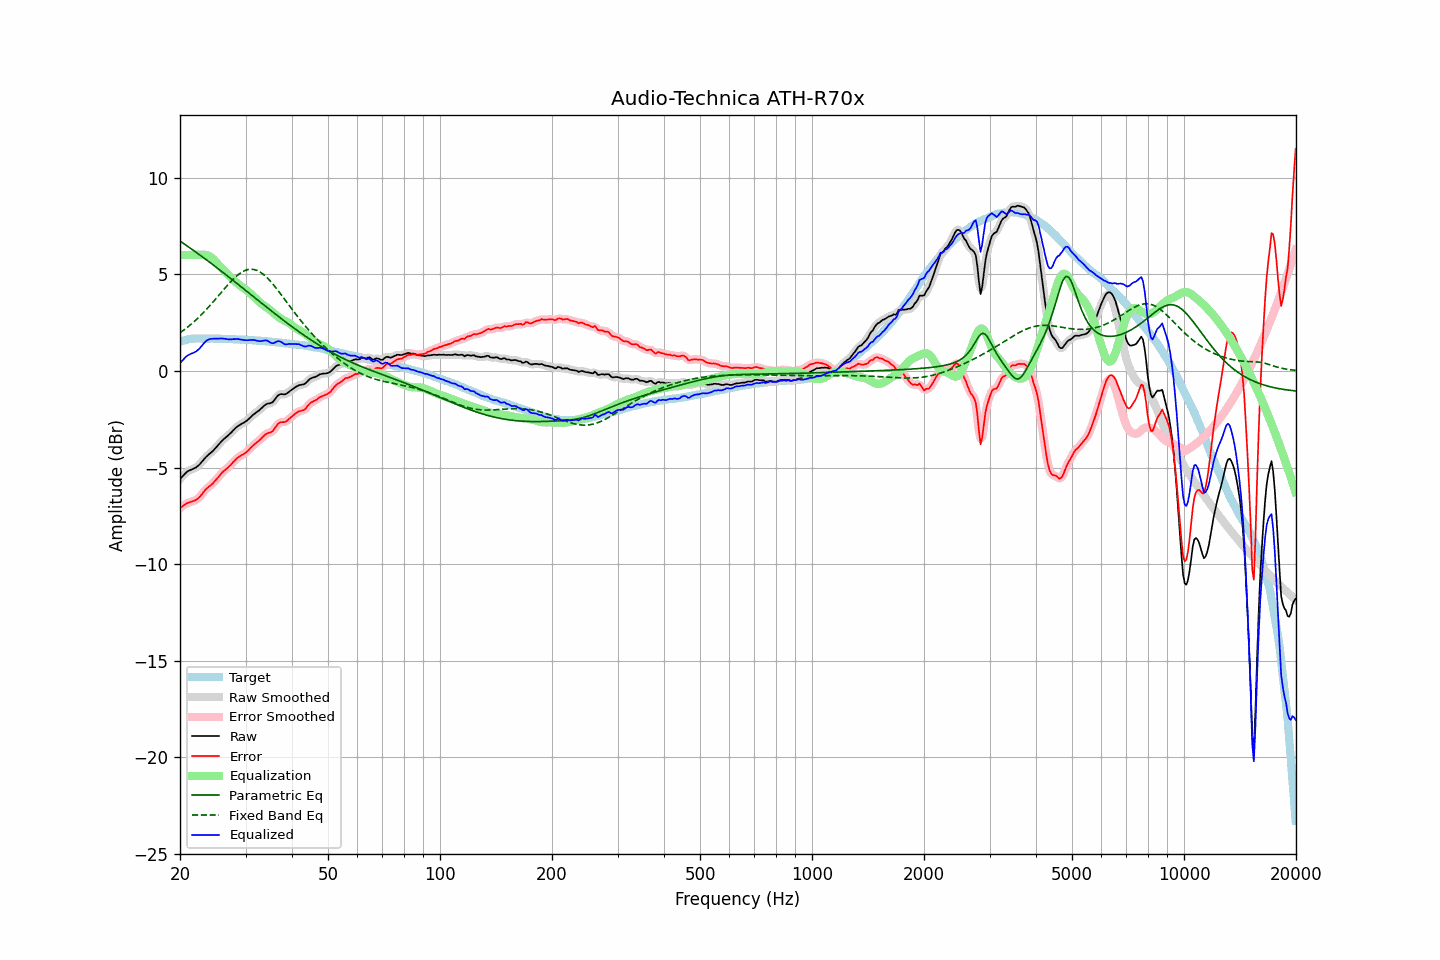 Audio-Technica ATH-R70x
Amplitude (dBr)
10
5
0
−5
−10
−15
−20
−25
Target
Raw Smoothed
Error Smoothed
Raw
Error
Equalization
Parametric Eq
Fixed Band Eq
Equalized
20 50 100 200 500 1000 2000 5000 10000 20000
Frequency (Hz)